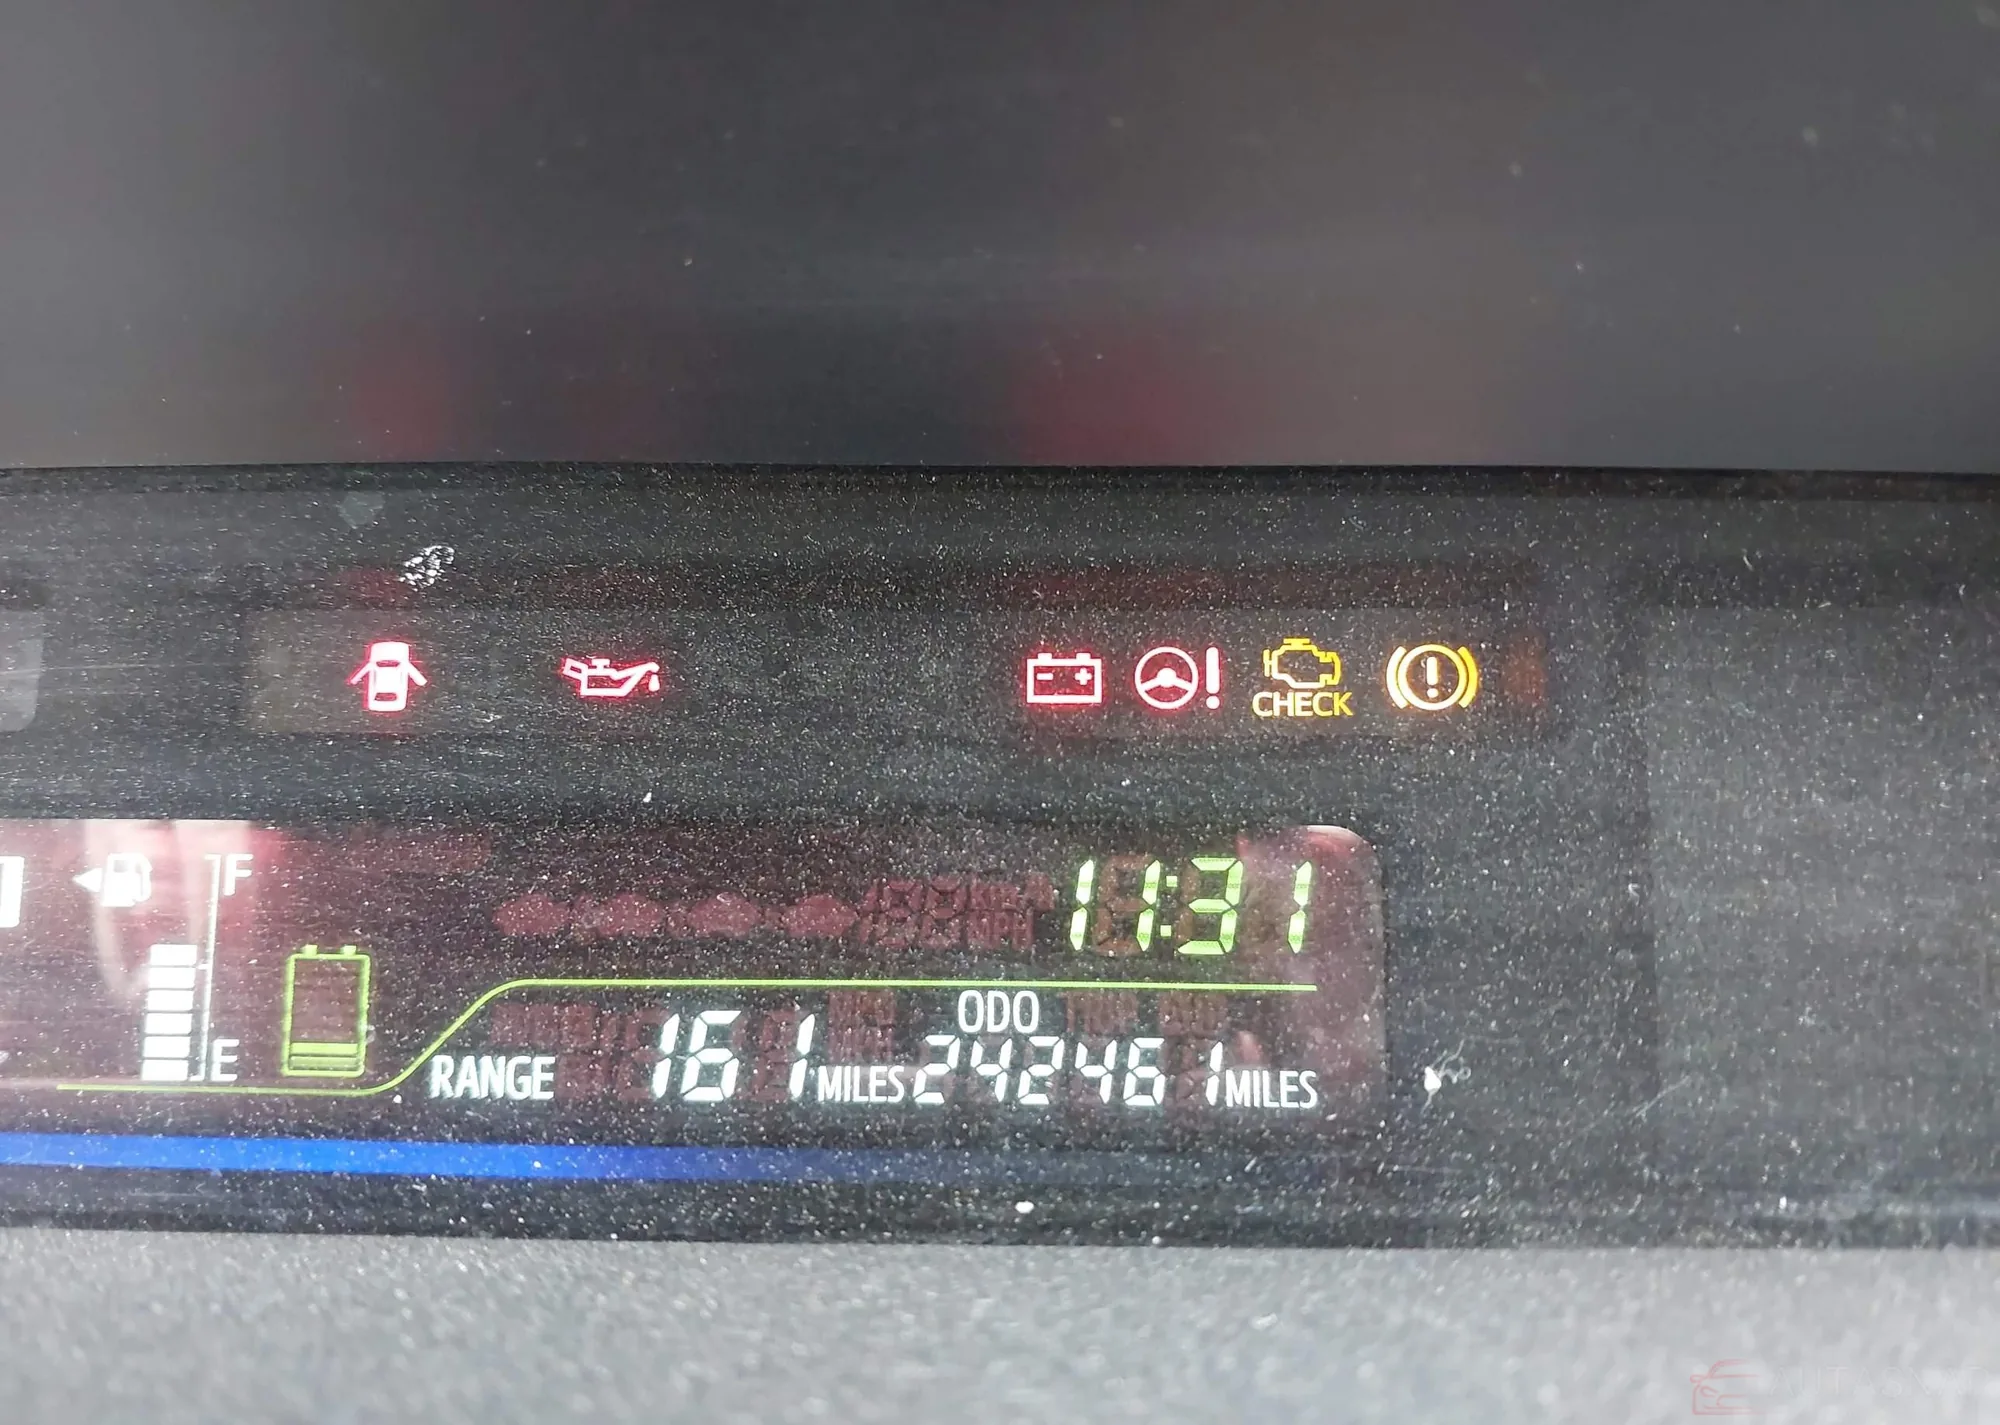 CHECK
F
11:31
ODO
E
RANGE 161 MILES 242461 MILES